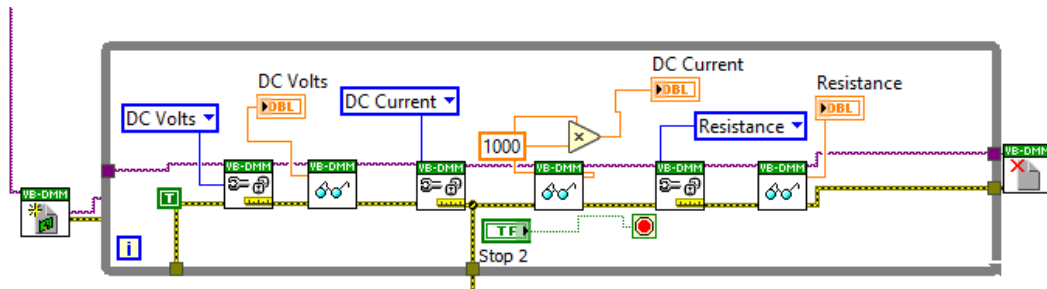 DC Volts
DBL
DC Volts
DC Current
DC Current
DBL
Resistance
DBL
1000
×
Resistance
VB-DMM
VB-DMM
VB-DMM
VB-DMM
VB-DMM
VB-DMM
VB-DMM
VB-DMM
T
TF
Stop 2
i